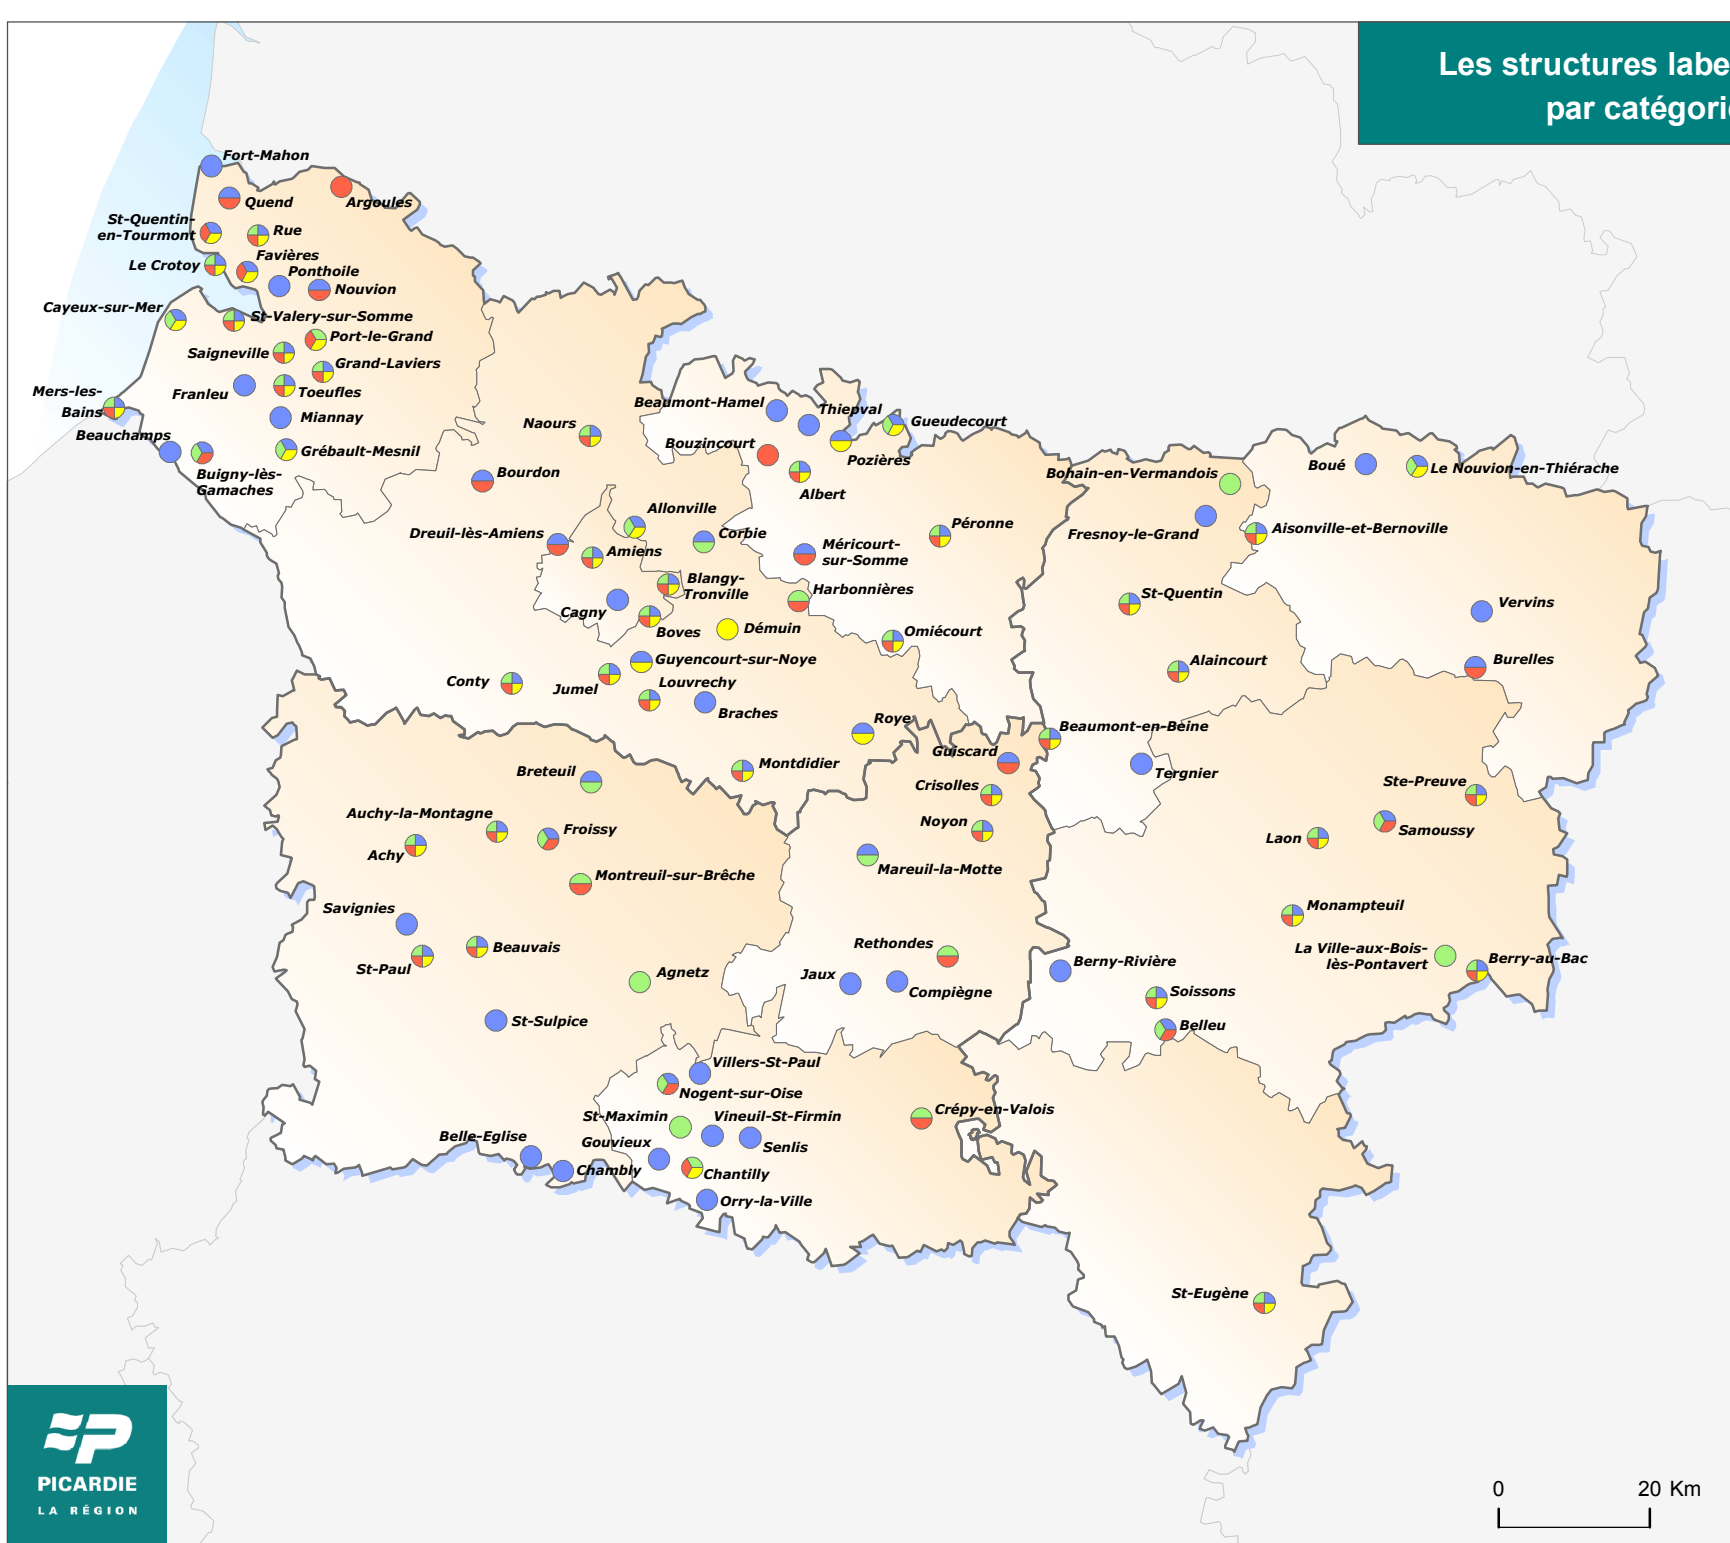 Les structures labe
par catégori
Fort-Mahon
Quend
Argoules
St-Quentin-
en-Tourmont
Rue
Favières
Le Crotoy
Ponthoile
Nouvion
Cayeux-sur-Mer
St-Valery-sur-Somme
Port-le-Grand
Saigneville
Grand-Laviers
Mers-les-
Bains
Franleu
Toeufles
Miannay
Beauchamps
Grébault-Mesnil
Buigny-lès-
Gamaches
Naours
Bourdon
Beaumont-Hamel
Thiepval
Gueudecourt
Bouzincourt
Pozières
Albert
Bohain-en-Vermandois
Boué
Le Nouvion-en-Thiérache
Allonville
Corbie
Dreuil-lès-Amiens
Amiens
Méricourt-
sur-Somme
Péronne
Fresnoy-le-Grand
Aisonville-et-Bernoville
Blangy-
Tronville
Harbonnières
Cagny
Boves
Démuin
Omiécourt
St-Quentin
Vervins
Guyencourt-sur-Noye
Alaincourt
Burelles
Conty
Jumel
Louvrechy
Braches
Roye
Beaumont-en-Beine
Guiscard
Montdidier
Tergnier
Breteuil
Crisolles
Ste-Preuve
Auchy-la-Montagne
Froissy
Noyon
Samoussy
Achy
Laon
Mareuil-la-Motte
Montreuil-sur-Brêche
Savignies
Monampteuil
St-Paul
Beauvais
Rethondes
La Ville-aux-Bois-
lès-Pontavert
Berry-au-Bac
Agnetz
Jaux
Compiègne
Berny-Rivière
Soissons
St-Sulpice
Belleu
Villers-St-Paul
Nogent-sur-Oise
St-Maximin
Vineuil-St-Firmin
Crépy-en-Valois
Belle-Eglise
Gouvieux
Senlis
Chambly
Chantilly
Orry-la-Ville
St-Eugène
PICARDIE
LA RÉGION
0 20 Km